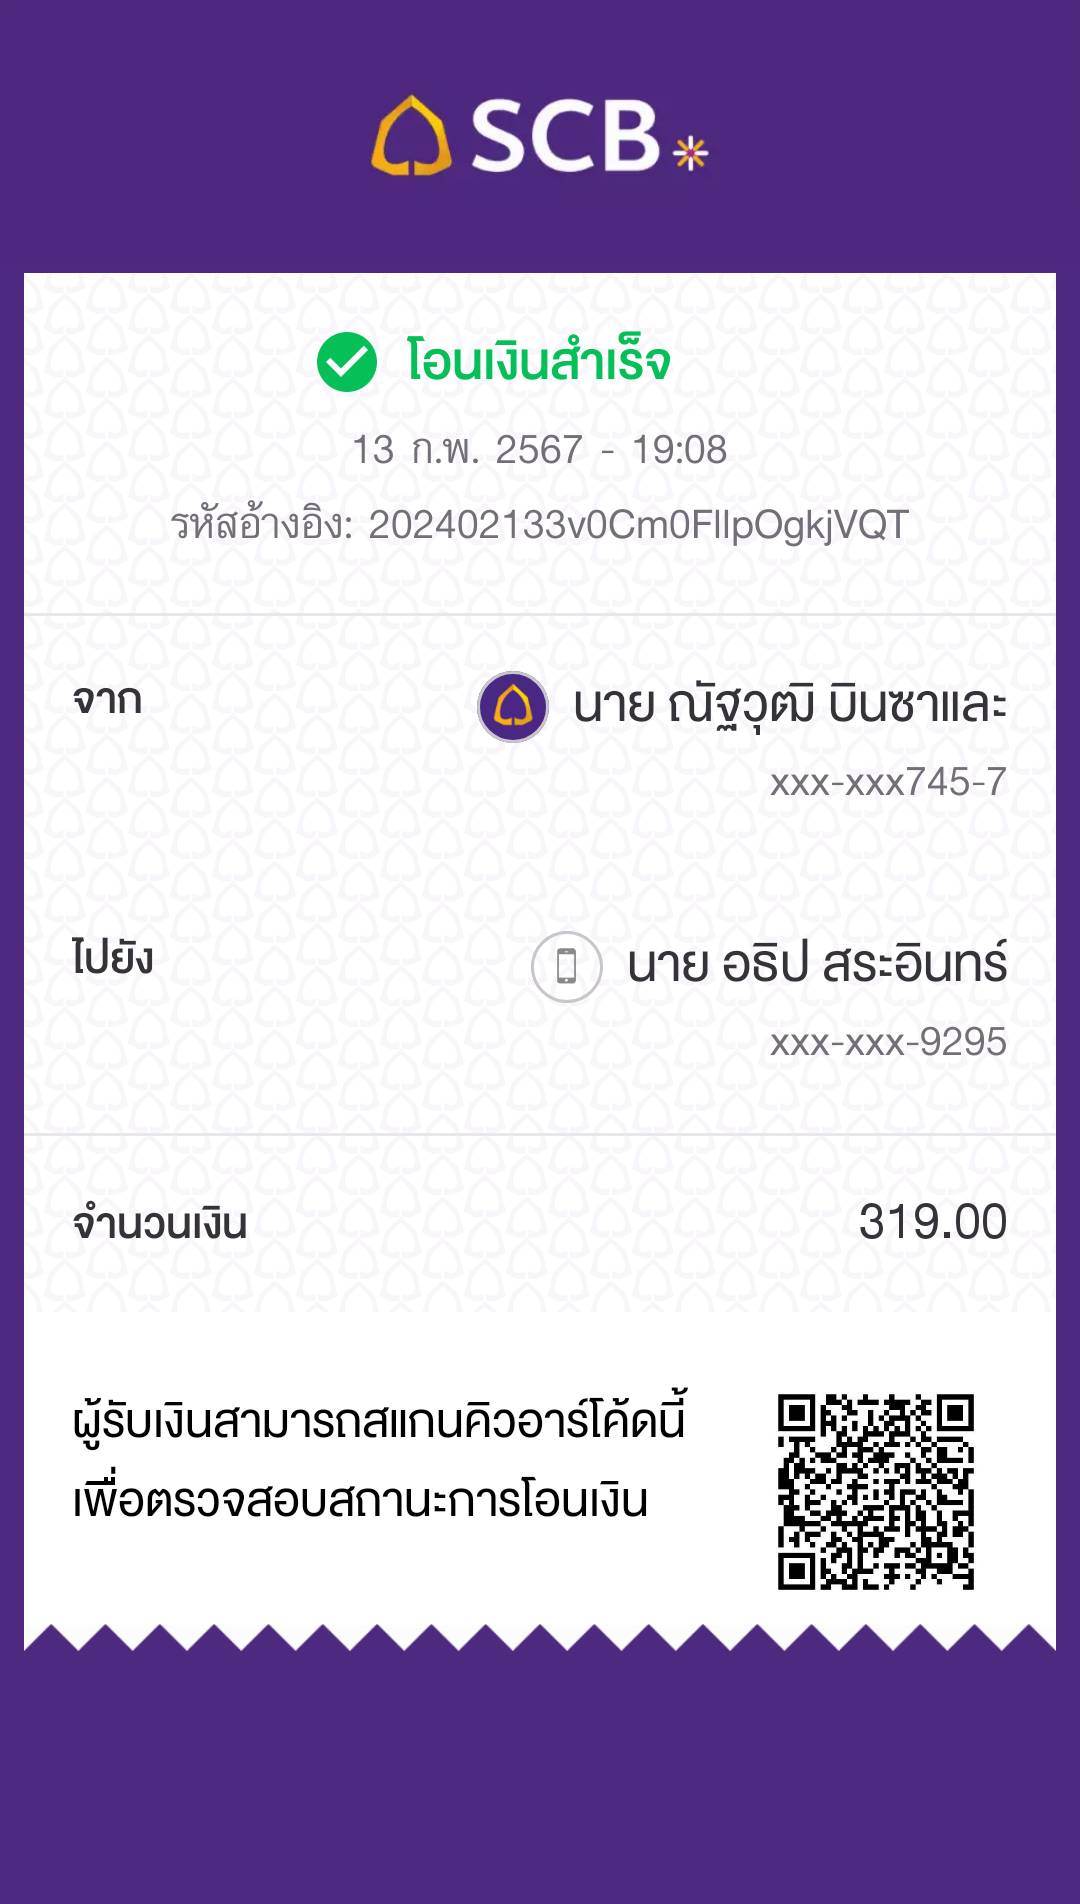 SCB
โอนเงินสำเร็จ
13 ก.พ. 2567 - 19:08
รหัสอ้างอิง: 202402133v0Cm0FIlpOgkjVQT
จาก
นาย ณัฐวุฒิ บินซาและ
xxx-xxx745-7
ไปยัง
นาย อธิป สระอินทร์
xxx-xxx-9295
จำนวนเงิน
319.00
ผู้รับเงินสามารถสแกนคิวอาร์โค้ดนี้
เพื่อตรวจสอบสถานะการโอนเงิน